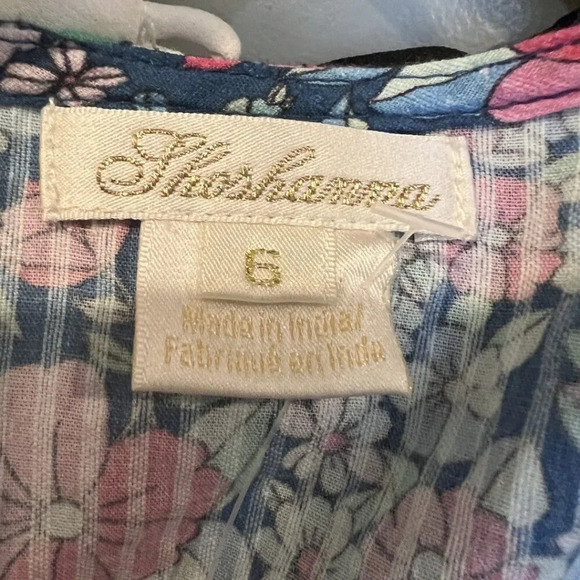 Shoshanna
6
Made in India/
Fabriqué en Inde